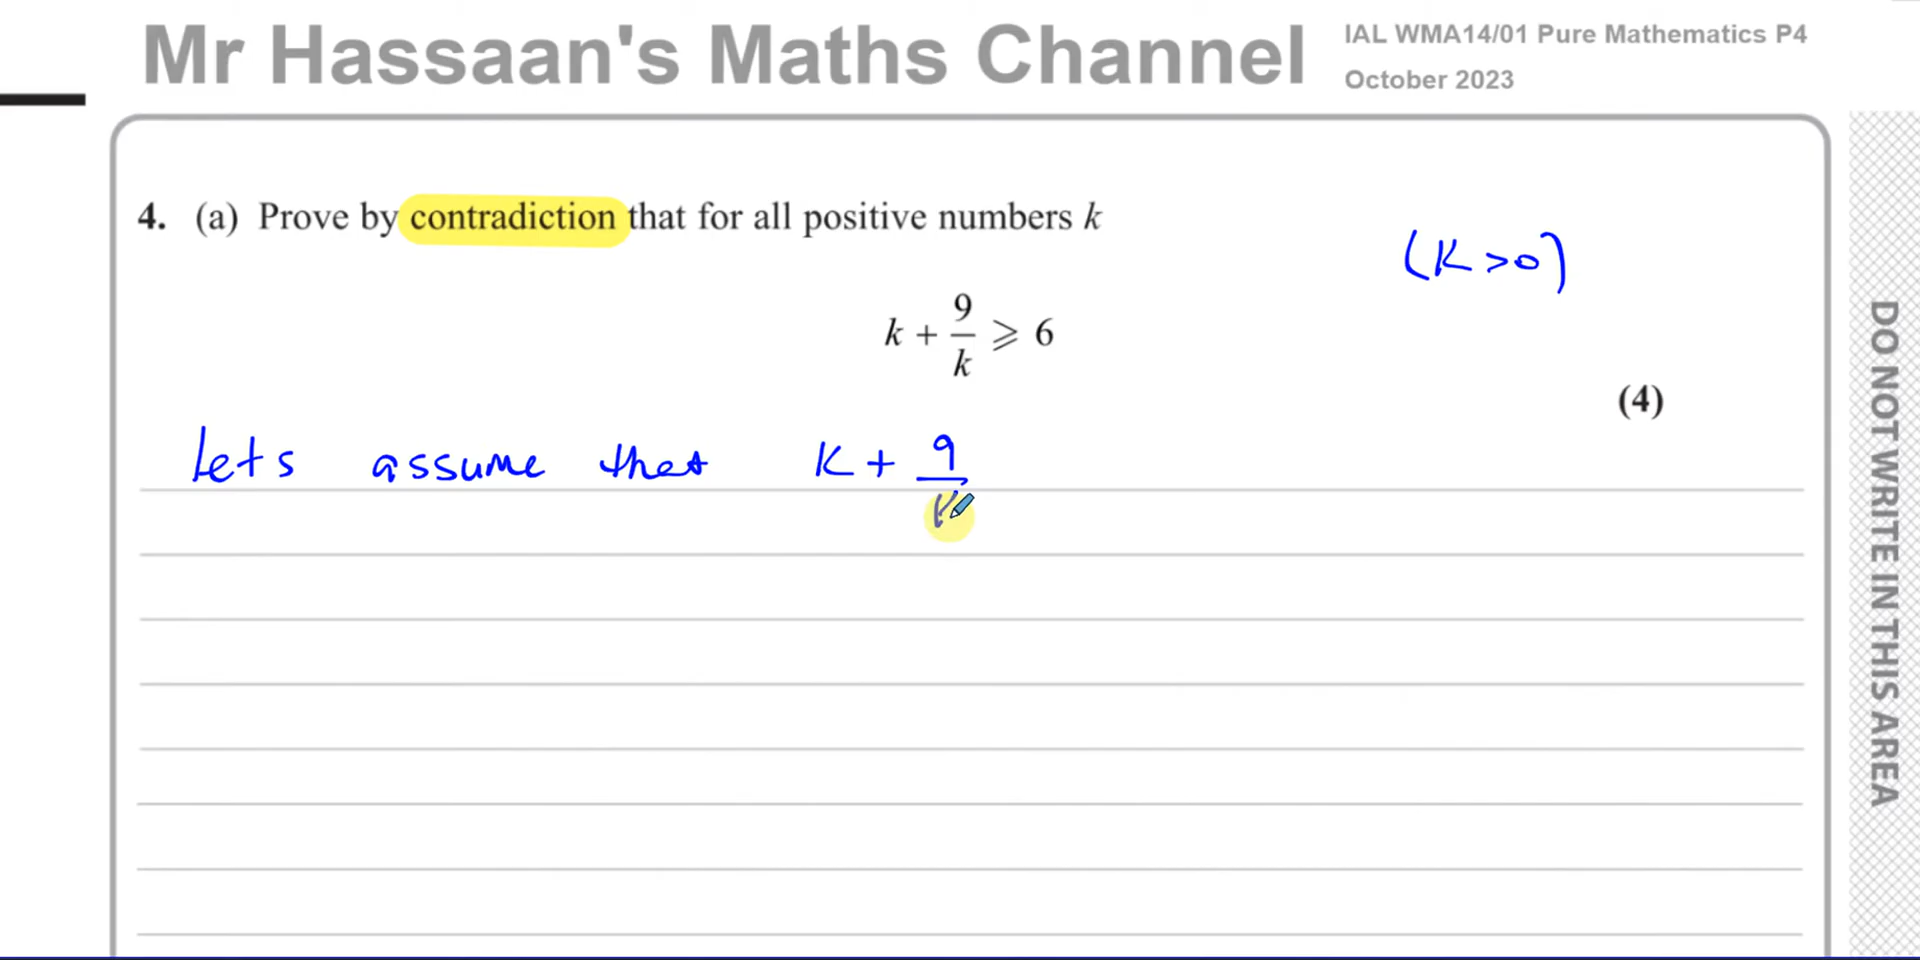 Mr Hassaan's Maths Channel
IAL WMA14/01 Pure Mathematics P4
October 2023
4. (a) Prove by contradiction that for all positive numbers k
(K>0)
k + 9/k ⩾ 6
(4)
Lets assume that K + 9/K
DO NOT WRITE IN THIS AREA